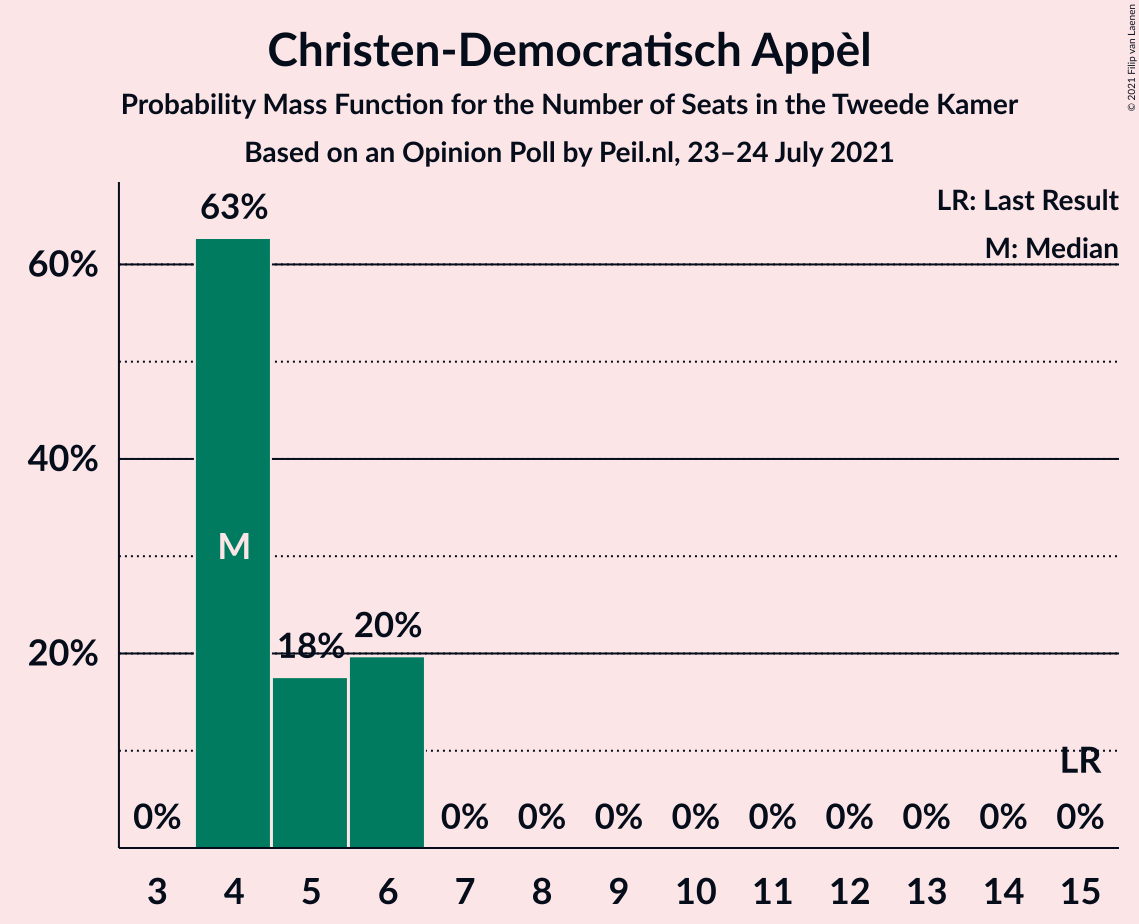 Christen-Democratisch Appèl
Probability Mass Function for the Number of Seats in the Tweede Kamer
Based on an Opinion Poll by Peil.nl, 23–24 July 2021
© 2021 Filip van Laenen
LR: Last Result
M: Median
63%
60%
40%
M
20%
18%
20%
LR
0% 0% 0% 0% 0% 0% 0% 0% 0% 0%
3 4 5 6 7 8 9 10 11 12 13 14 15